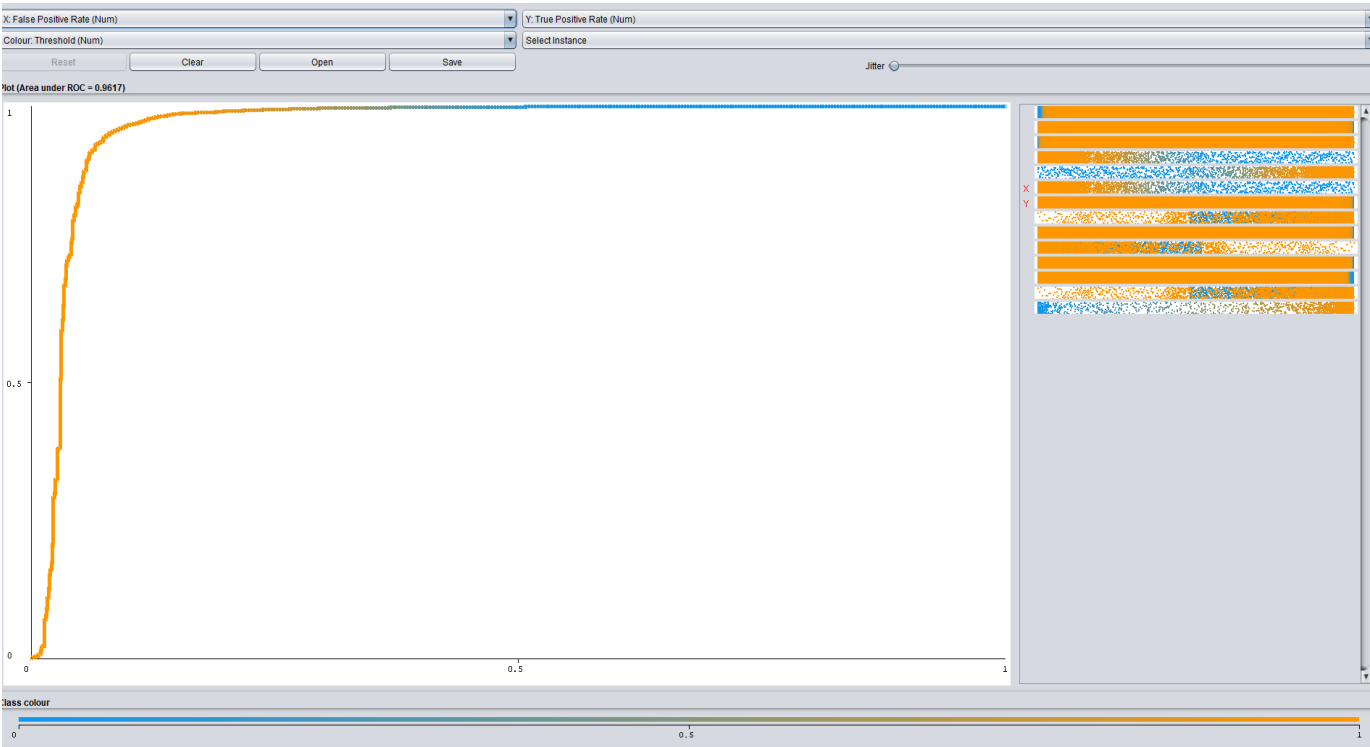 X: False Positive Rate (Num)
Y: True Positive Rate (Num)
Colour: Threshold (Num)
Select Instance
Reset
Clear
Open
Save
Jitter
Plot (Area under ROC = 0.9617)
1
0.5
0
0
0.5
1
X
Y
Class colour
0
0.5
1